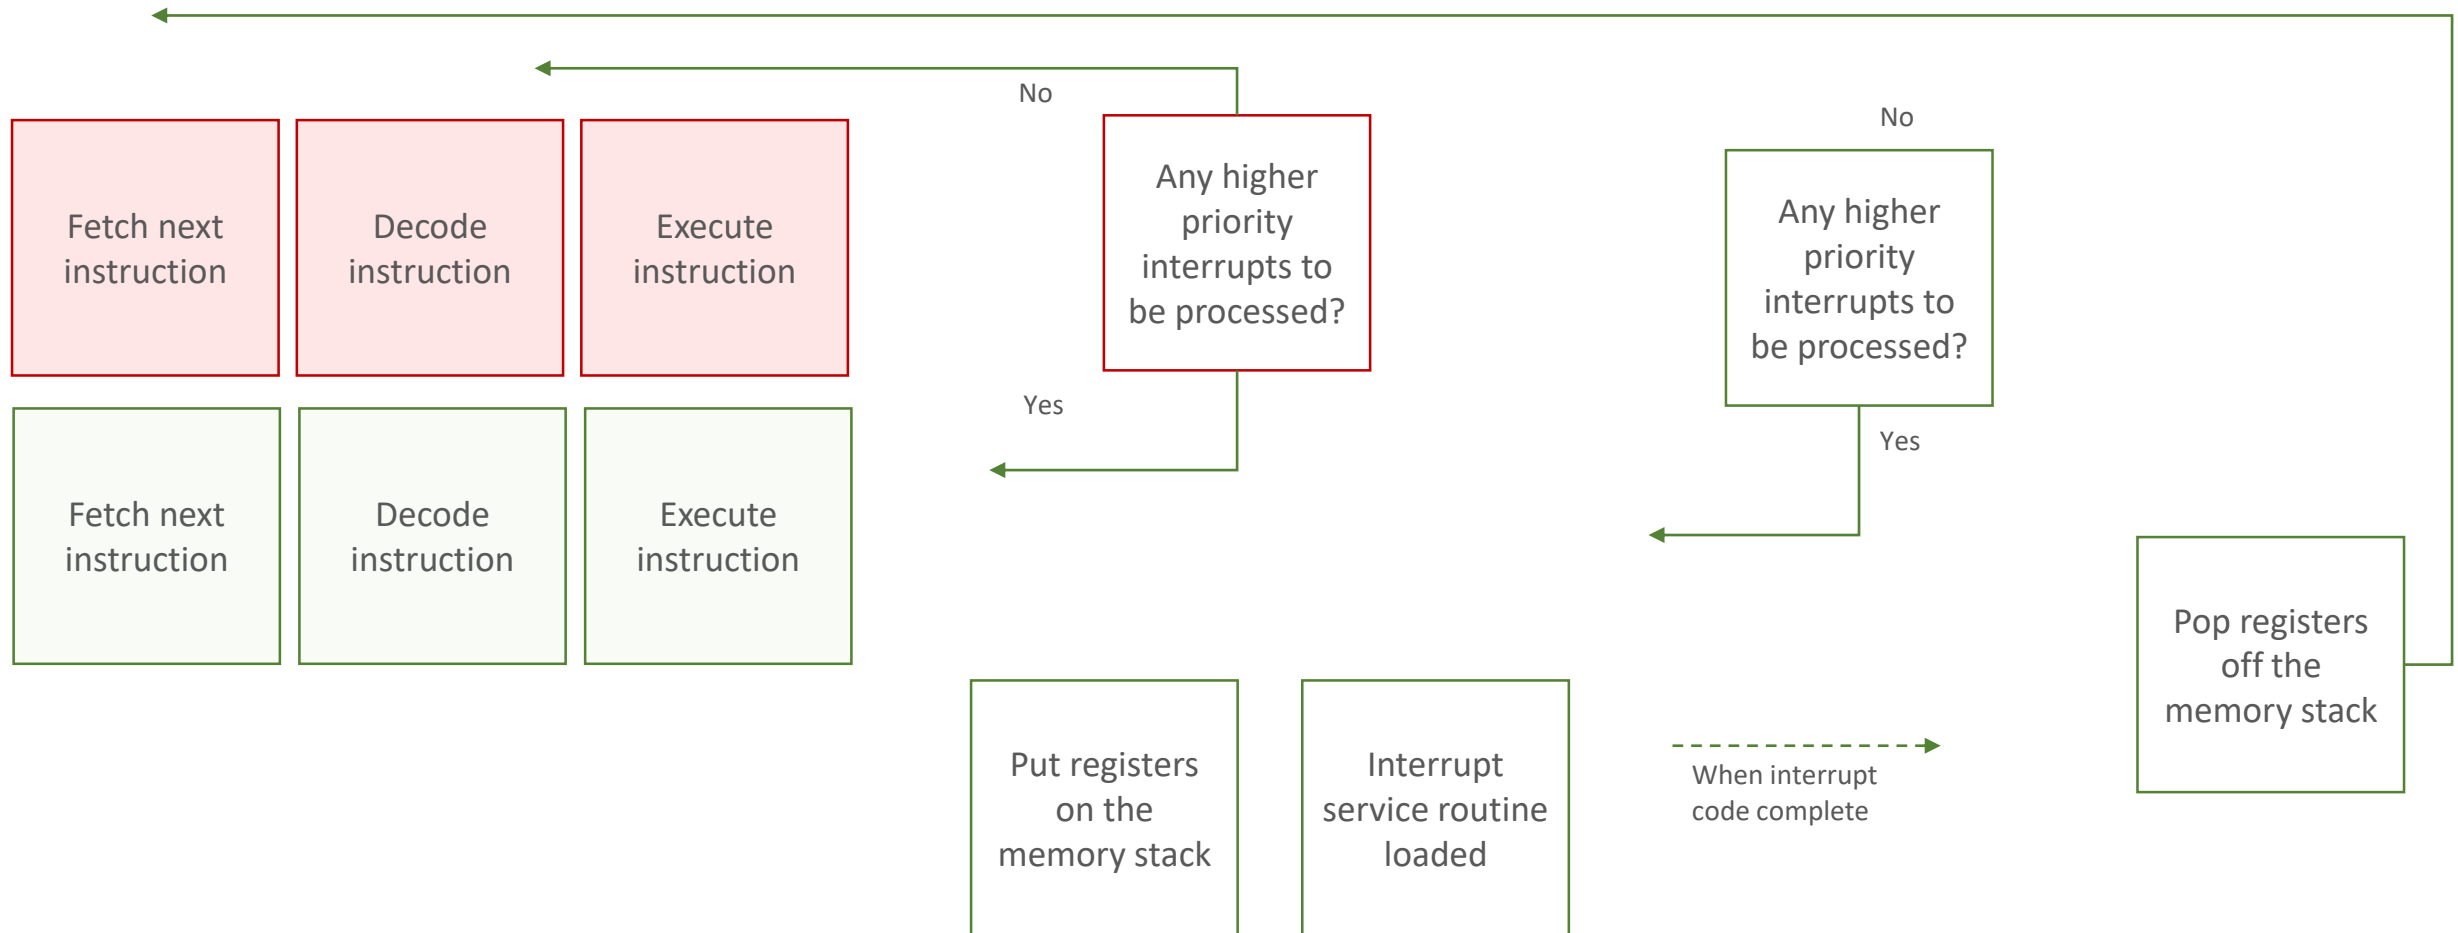 No
No
Fetch next
instruction
Decode
instruction
Execute
instruction
Any higher
priority
interrupts to
be processed?
Any higher
priority
interrupts to
be processed?
Yes
Yes
Fetch next
instruction
Decode
instruction
Execute
instruction
Pop registers
off the
memory stack
Put registers
on the
memory stack
Interrupt
service routine
loaded
When interrupt
code complete